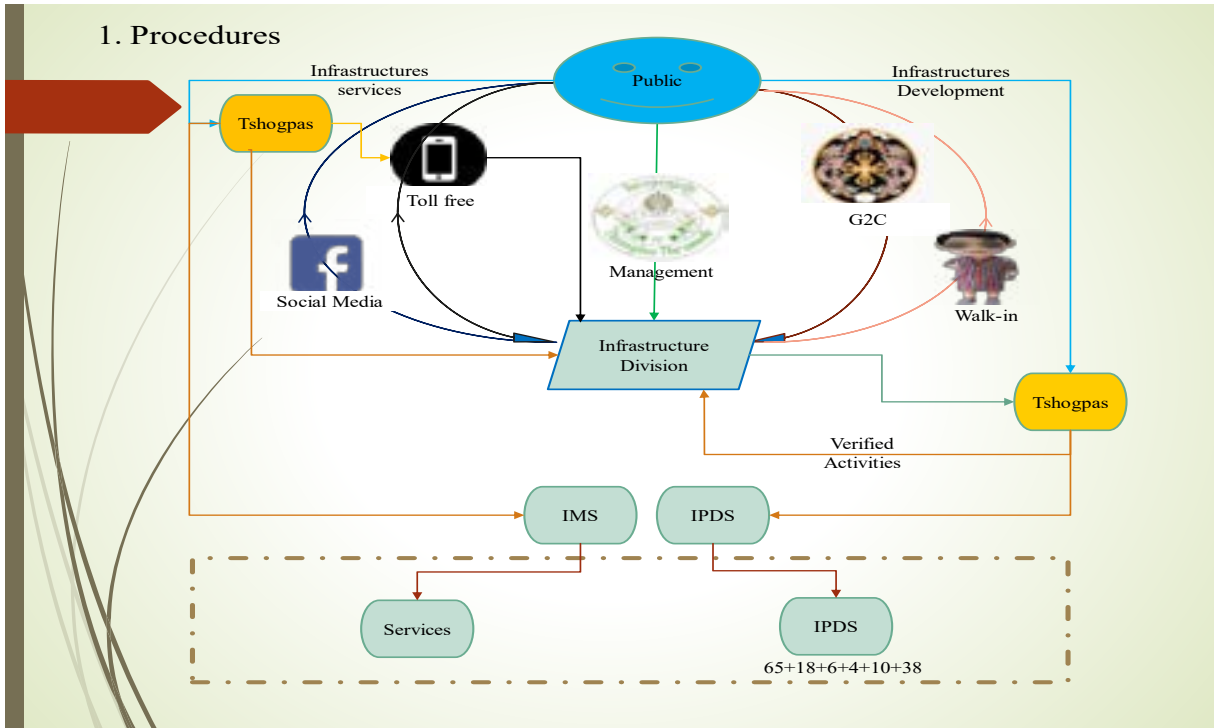 1. Procedures
Infrastructures
services
Public
Infrastructures
Development
Tshogpas
Toll free
G2C
Management
Social Media
Walk-in
Infrastructure
Division
Tshogpas
Verified
Activities
IMS
IPDS
Services
IPDS
65+18+6+4+10+38